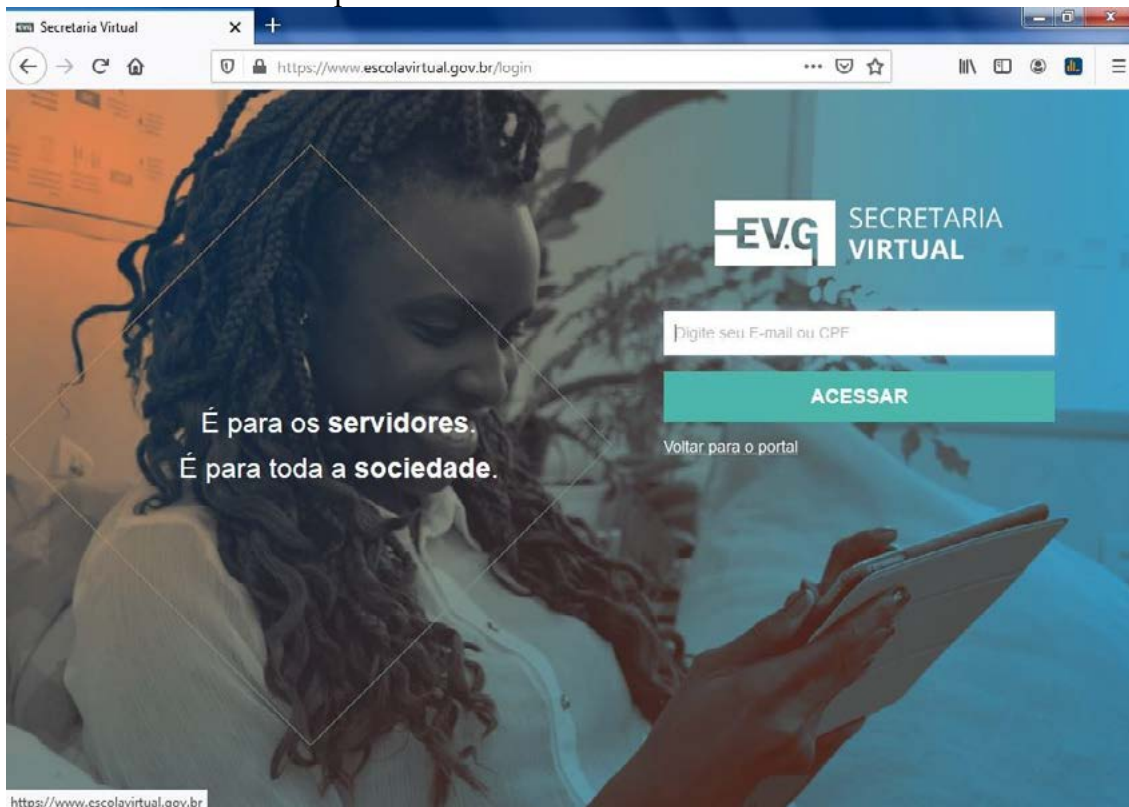 Secretaria Virtual
https://www.escolavirtual.gov.br/login
EV.G SECRETARIA
VIRTUAL
Digite seu E-mail ou CPF
ACESSAR
Voltar para o portal
É para os servidores.
É para toda a sociedade.
https://www.escolavirtual.gov.br